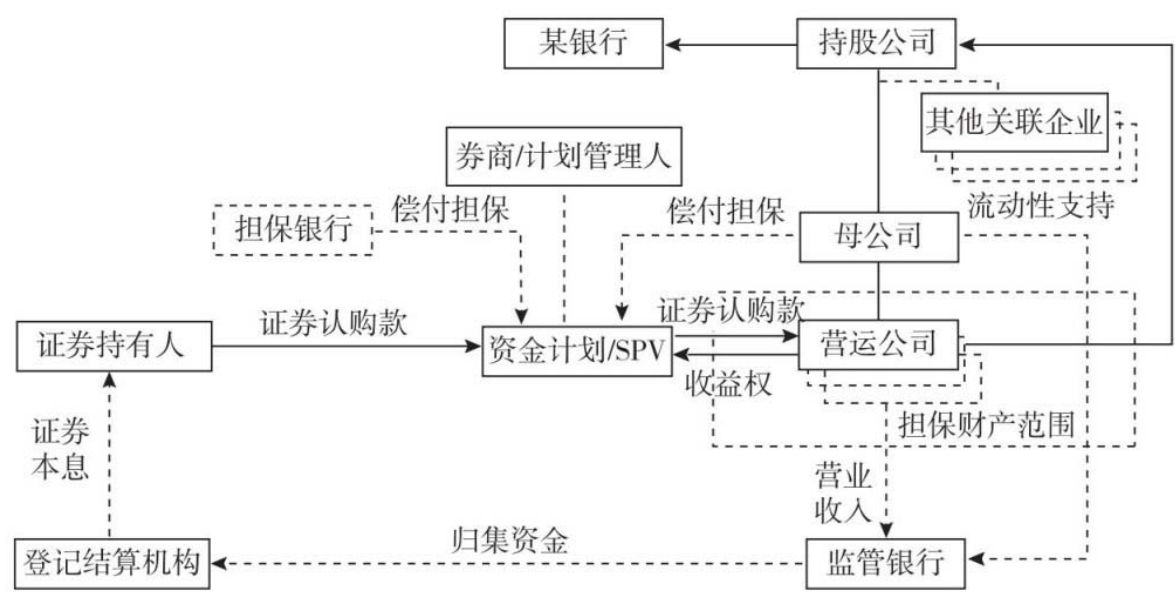 某银行
持股公司
其他关联企业
券商/计划管理人
流动性支持
担保银行
偿付担保
偿付担保
母公司
证券认购款
证券认购款
证券持有人
资金计划/SPV
营运公司
收益权
担保财产范围
证券
本息
营业
收入
归集资金
登记结算机构
监管银行